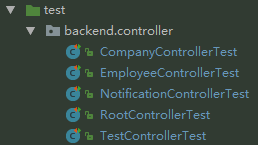 test
backend.controller
CompanyControllerTest
EmployeeControllerTest
NotificationControllerTest
RootControllerTest
TestControllerTest